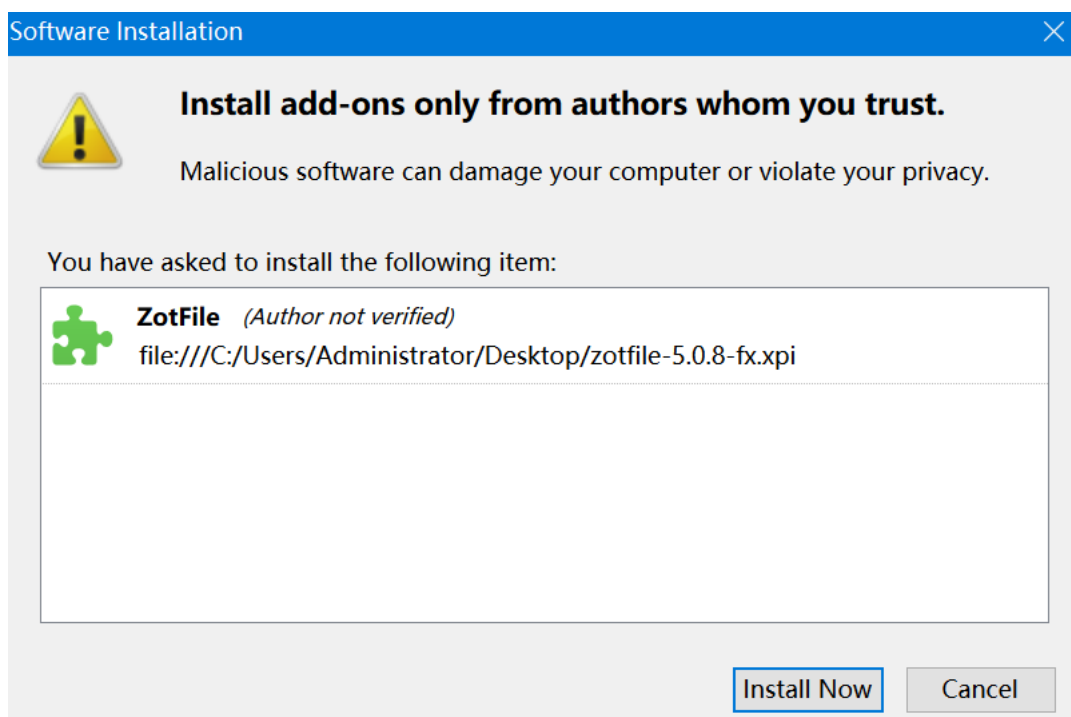 Software Installation
Install add-ons only from authors whom you trust.
Malicious software can damage your computer or violate your privacy.
You have asked to install the following item:
ZotFile (Author not verified)
file:///C:/Users/Administrator/Desktop/zotfile-5.0.8-fx.xpi
Install Now Cancel